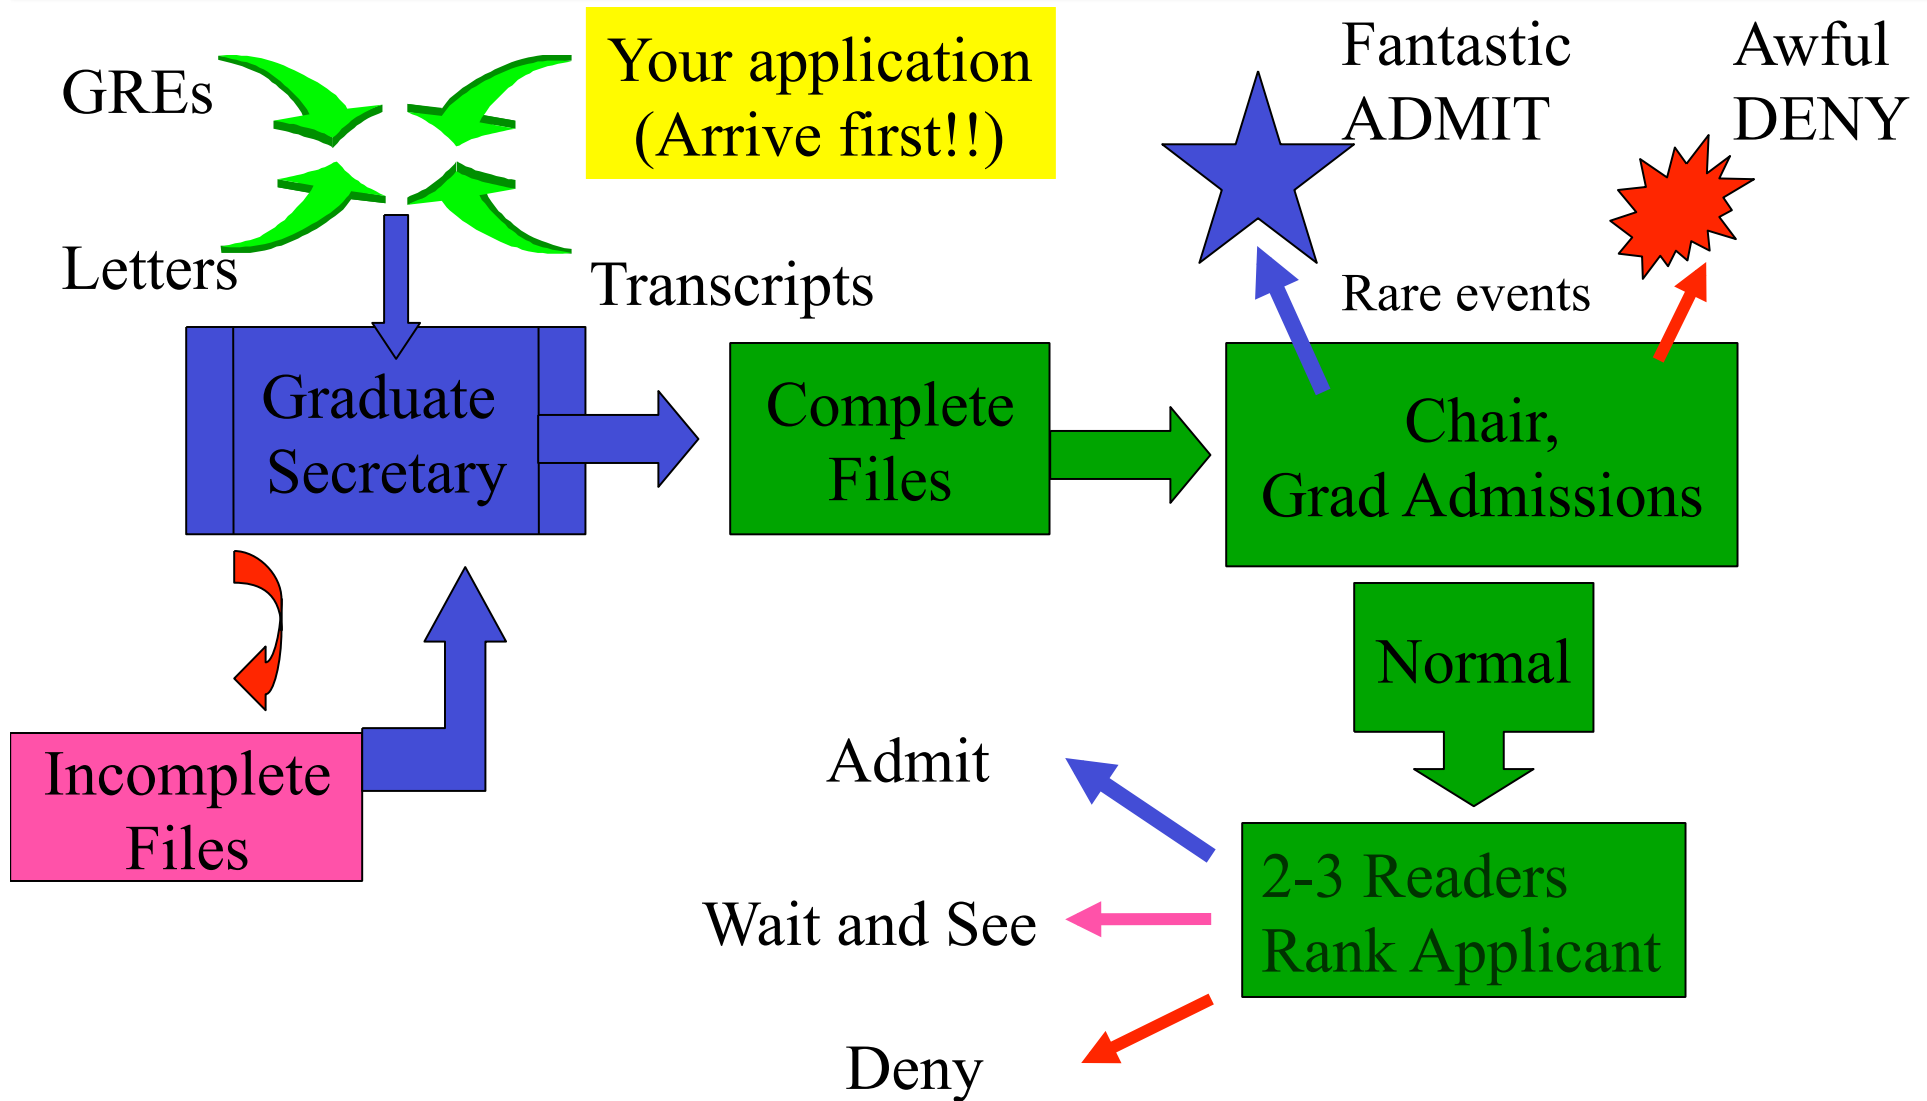 GREs
Your application
(Arrive first!!)
Letters
Transcripts
Fantastic
ADMIT
Awful
DENY
Rare events
Graduate
Secretary
Complete
Files
Chair,
Grad Admissions
Normal
Incomplete
Files
2-3 Readers
Rank Applicant
Admit
Wait and See
Deny